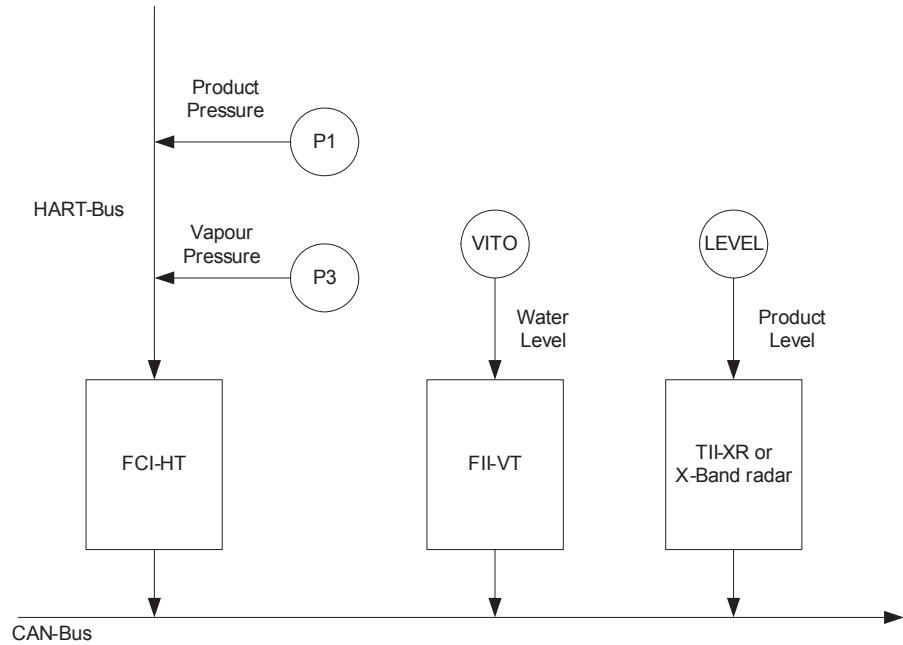 Product
Pressure
P1
HART-Bus
Vapour
Pressure
P3
VITO
LEVEL
Water
Level
Product
Level
FCI-HT
FII-VT
TII-XR or
X-Band radar
CAN-Bus